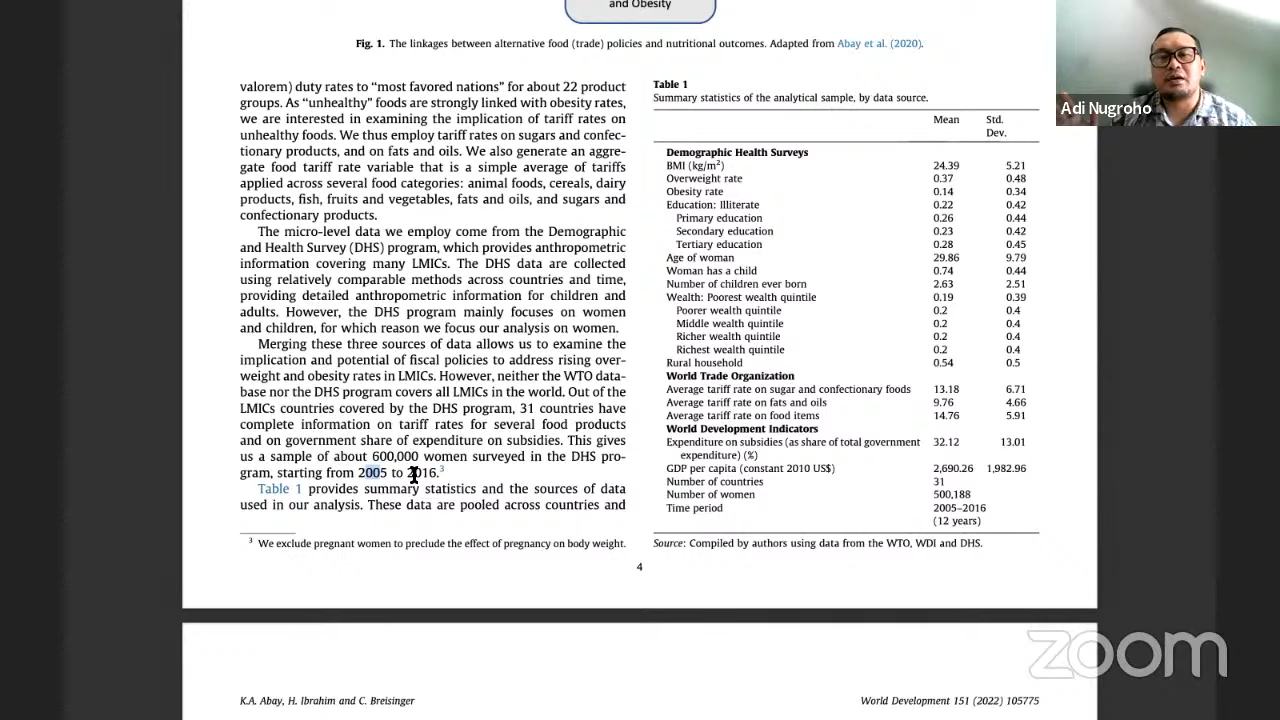 and Obesity
Fig. 1. The linkages between alternative food (trade) policies and nutritional outcomes. Adapted from Abay et al. (2020).
valorem) duty rates to “most favored nations” for about 22 product
groups. As “unhealthy” foods are strongly linked with obesity rates,
we are interested in examining the implication of tariff rates on
unhealthy foods. We thus employ tariff rates on sugars and confec-
tionary products, and on fats and oils. We also generate an aggre-
gate food tariff rate variable that is a simple average of tariffs
applied across several food categories: animal foods, cereals, dairy
products, fish, fruits and vegetables, fats and oils, and sugars and
confectionary products.
The micro-level data we employ come from the Demographic
and Health Survey (DHS) program, which provides anthropometric
information covering many LMICs. The DHS data are collected
using relatively comparable methods across countries and time,
providing detailed anthropometric information for children and
adults. However, the DHS program mainly focuses on women
and children, for which reason we focus our analysis on women.
Merging these three sources of data allows us to examine the
implication and potential of fiscal policies to address rising over-
weight and obesity rates in LMICs. However, neither the WTO data-
base nor the DHS program covers all LMICs in the world. Out of the
LMICs countries covered by the DHS program, 31 countries have
complete information on tariff rates for several food products
and on government share of expenditure on subsidies. This gives
us a sample of about 600,000 women surveyed in the DHS pro-
gram, starting from 2005 to 2016.3
Table 1 provides summary statistics and the sources of data
used in our analysis. These data are pooled across countries and
3 We exclude pregnant women to preclude the effect of pregnancy on body weight.
Table 1
Summary statistics of the analytical sample, by data source.
Mean Std.
Dev.
Demographic Health Surveys
BMI (kg/m2) 24.39 5.21
Overweight rate 0.37 0.48
Obesity rate 0.14 0.34
Education: Illiterate 0.22 0.42
Primary education 0.26 0.44
Secondary education 0.23 0.42
Tertiary education 0.28 0.45
Age of woman 29.86 9.79
Woman has a child 0.74 0.44
Number of children ever born 2.63 2.51
Wealth: Poorest wealth quintile 0.19 0.39
Poorer wealth quintile 0.2 0.4
Middle wealth quintile 0.2 0.4
Richer wealth quintile 0.2 0.4
Richest wealth quintile 0.2 0.4
Rural household 0.54 0.5
World Trade Organization
Average tariff rate on sugar and confectionary foods 13.18 6.71
Average tariff rate on fats and oils 9.76 4.66
Average tariff rate on food items 14.76 5.91
World Development Indicators
Expenditure on subsidies (as share of total government 32.12 13.01
expenditure) (%)
GDP per capita (constant 2010 US$) 2,690.26 1,982.96
Number of countries 31
Number of women 500,188
Time period 2005–2016
(12 years)
Source: Compiled by authors using data from the WTO, WDI and DHS.
4
K.A. Abay, H. Ibrahim and C. Breisinger
World Development 151 (2022) 105775
Adi Nugroho
zoom